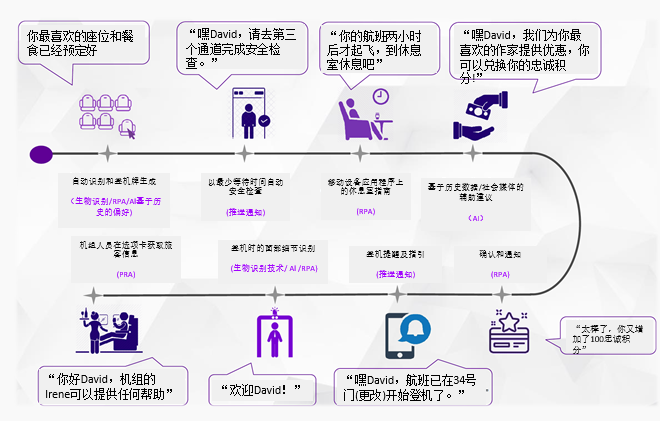 你最喜欢的座位和餐
食已经预定好
“嘿David，请去第三
个通道完成安全检
查。”
“你的航班两小时
后才起飞，到休息
室休息吧”
“嘿David，我们为你最
喜欢的作家提供优惠，你
可以兑换你的忠诚积
分!”
自动识别和登机牌生成
（生物识别/RPA/AI基于历
史的偏好）
以最少等待时间自动
安全检查
(推送通知)
移动设备应用程序上
的休息室指南
(RPA)
基于历史数据/社会媒体的
辅助建议
（AI）
机组人员在选项卡获取旅
客信息
(PRA)
登机时的面部细节识别
(生物识别技术/ AI /RPA)
登机提醒及指引
(推送通知)
确认和通知
(RPA)
“你好David，机组的
Irene可以提供任何帮助”
“欢迎David！”
“嘿David，航班已在34号
门(更改)开始登机了。”
“太棒了，你又增
加了100忠诚积
分”